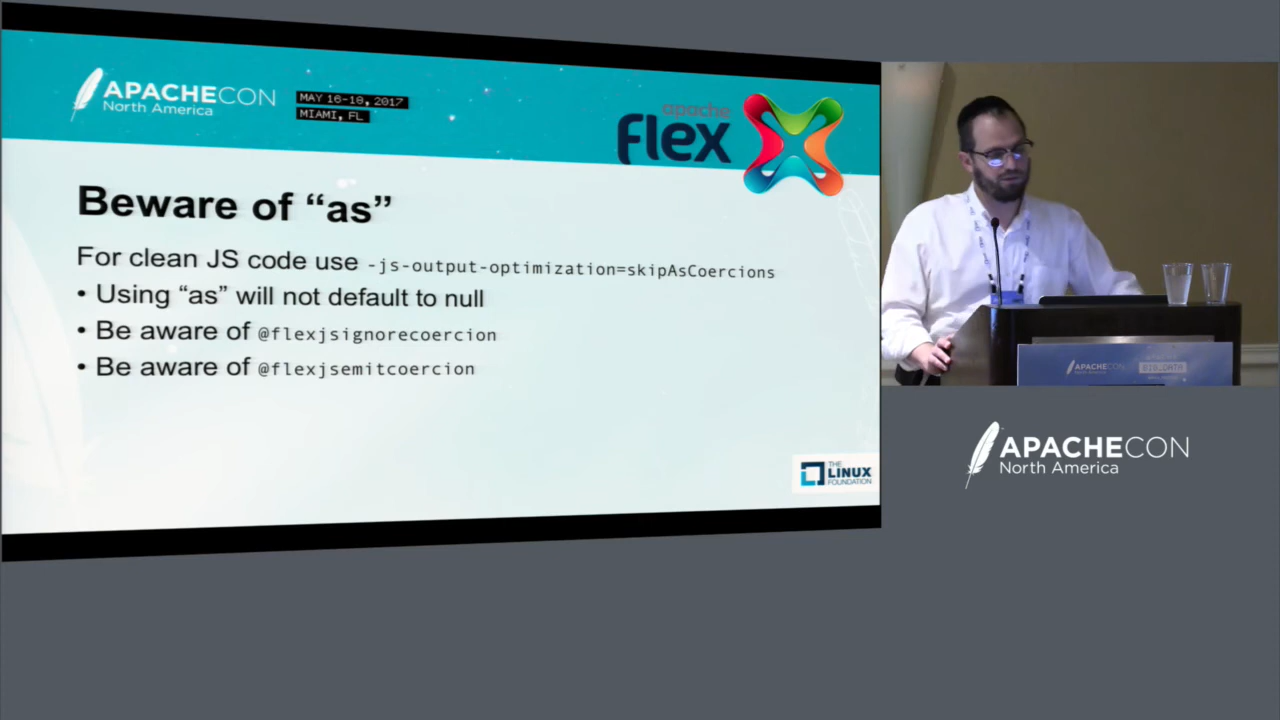 APACHECON
North America
MAY 16-18, 2017
MIAMI, FL
apache
flex
Beware of “as”
For clean JS code use -js-output-optimization=skipAsCoercions
• Using “as” will not default to null
• Be aware of @flexjsignorecoercion
• Be aware of @flexjsemitcoercion
THE
LINUX
FOUNDATION
APACHECON
BIG_DATA
APACHECON
North America